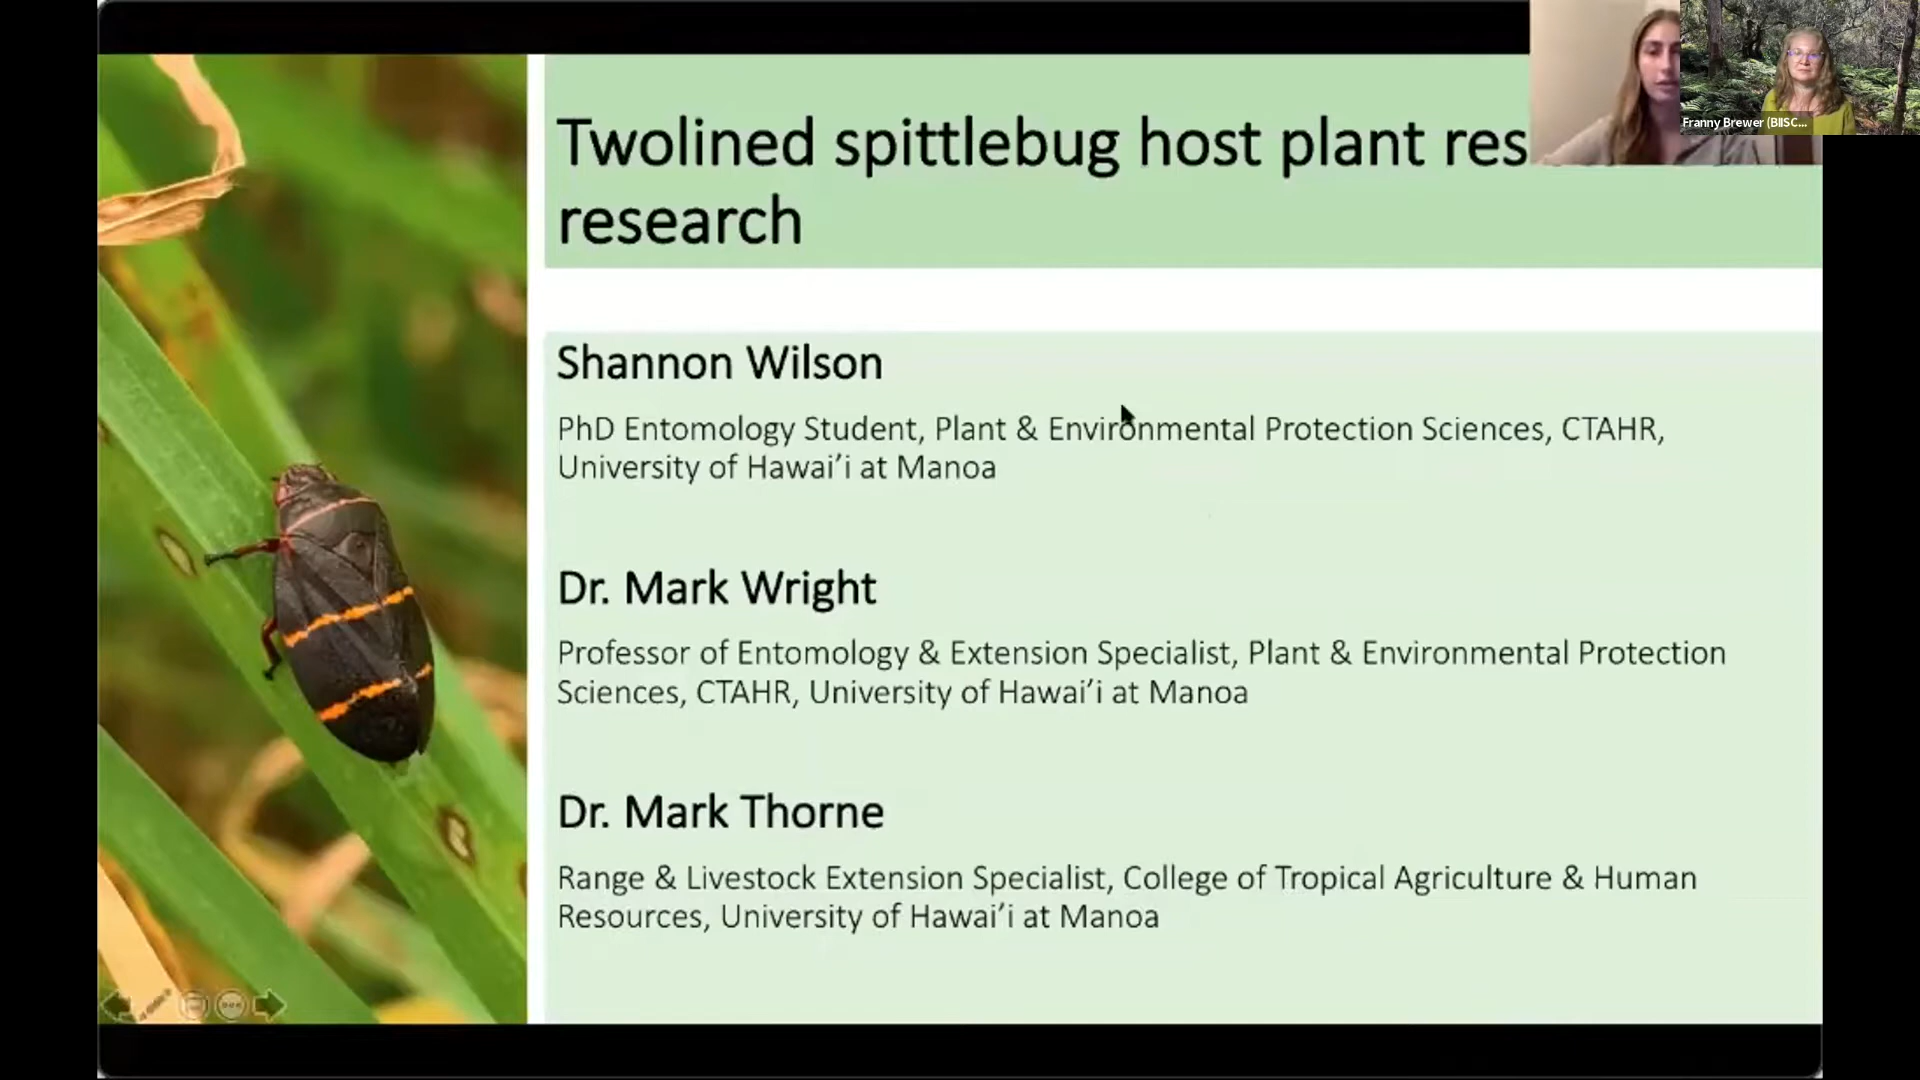 Twolined spittlebug host plant res
research
Franny Brewer (BIISC...
Shannon Wilson
PhD Entomology Student, Plant & Environmental Protection Sciences, CTAHR,
University of Hawai’i at Manoa
Dr. Mark Wright
Professor of Entomology & Extension Specialist, Plant & Environmental Protection
Sciences, CTAHR, University of Hawai’i at Manoa
Dr. Mark Thorne
Range & Livestock Extension Specialist, College of Tropical Agriculture & Human
Resources, University of Hawai’i at Manoa